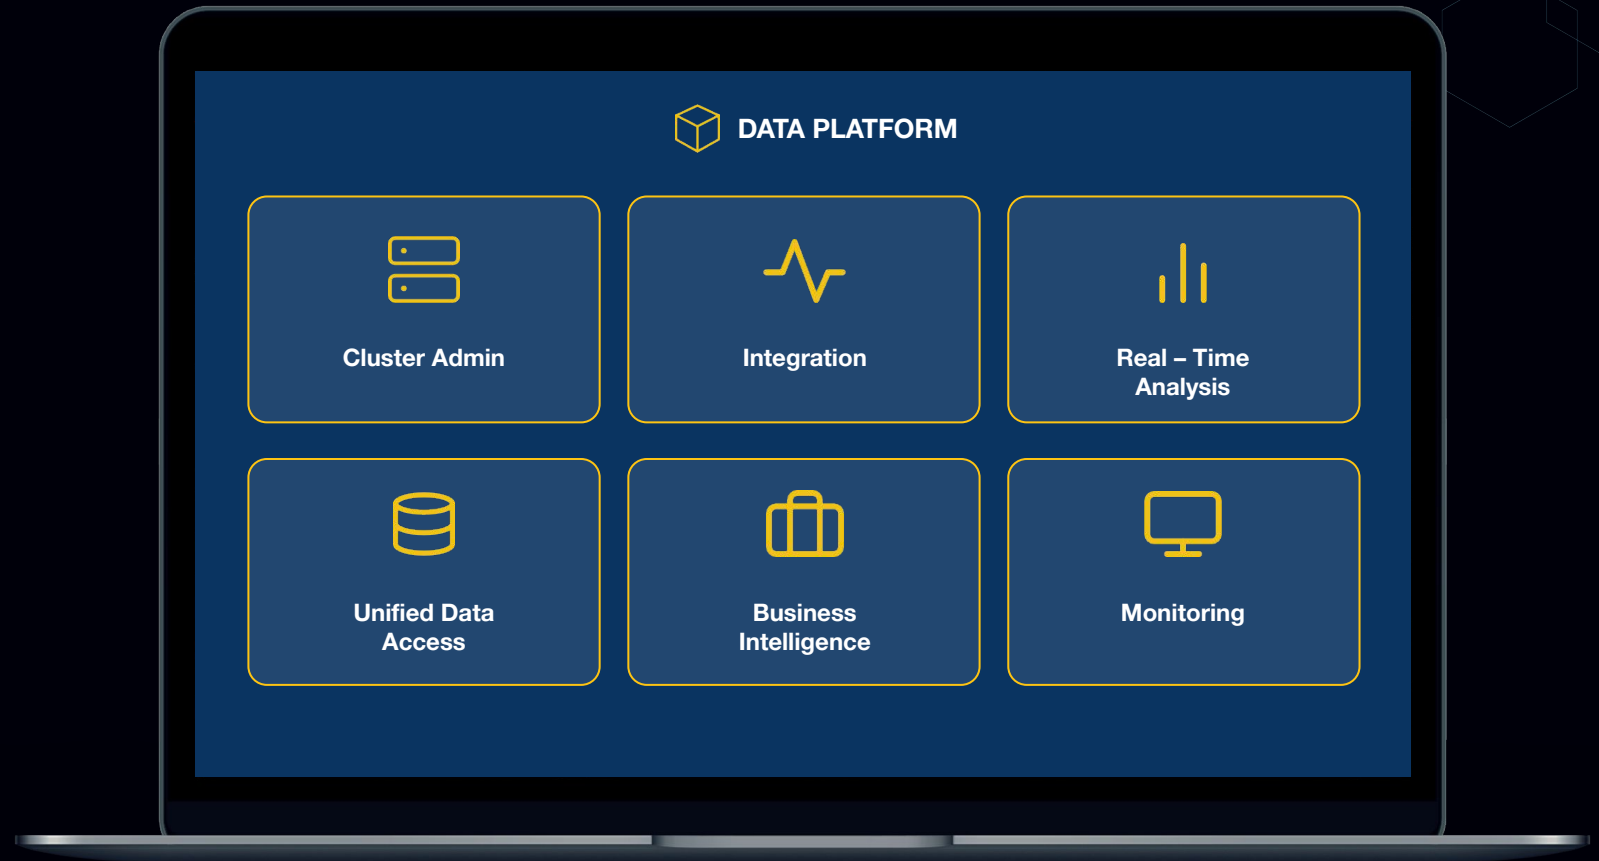 DATA PLATFORM
Cluster Admin
Integration
Real – Time
Analysis
Unified Data
Access
Business
Intelligence
Monitoring